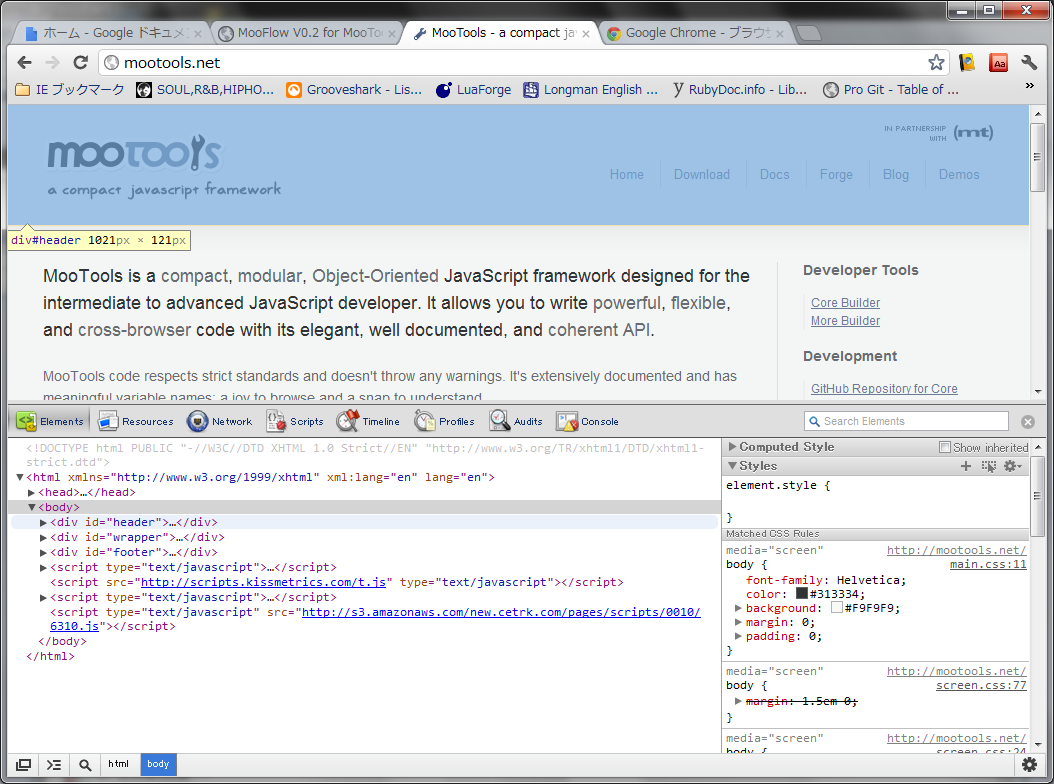 ホーム - Google ドキュメ
MooFlow V0.2 for MooTo
MooTools - a compact ja
Google Chrome - ブラウザ
mootools.net
Aa
IE ブックマーク
SOUL,R&B,HIPHO...
Grooveshark - Lis...
LuaForge
Longman English ...
RubyDoc.info - Lib...
Pro Git - Table of ...
»
mootools
a compact javascript framework
IN PARTNERSHIP
WITH
(mt)
Home
Download
Docs
Forge
Blog
Demos
div#header 1021px × 121px
MooTools is a compact, modular, Object-Oriented JavaScript framework designed for the
intermediate to advanced JavaScript developer. It allows you to write powerful, flexible,
and cross-browser code with its elegant, well documented, and coherent API.
MooTools code respects strict standards and doesn't throw any warnings. It's extensively documented and has
meaningful variable names: a joy to browse and a snap to understand.
Developer Tools
Core Builder
More Builder
Development
GitHub Repository for Core
Elements
Resources
Network
Scripts
Timeline
Profiles
Audits
Console
Search Elements
<!DOCTYPE html PUBLIC "-//W3C//DTD XHTML 1.0 Strict//EN" "http://www.w3.org/TR/xhtml1/DTD/xhtml1-
strict.dtd">
<html xmlns="http://www.w3.org/1999/xhtml" xml:lang="en" lang="en">
<head>…</head>
<body>
<div id="header">…</div>
<div id="wrapper">…</div>
<div id="footer">…</div>
<script type="text/javascript">…</script>
<script src="http://scripts.kissmetrics.com/t.js" type="text/javascript"></script>
<script type="text/javascript">…</script>
<script type="text/javascript" src="http://s3.amazonaws.com/new.cetrk.com/pages/scripts/0010/
6310.js"></script>
</body>
</html>
Computed Style
Show inherited
Styles
element.style {
}
Matched CSS Rules
media="screen" http://mootools.net/
body { main.css:11
font-family: Helvetica;
color: #313334;
background: #F9F9F9;
margin: 0;
padding: 0;
}
media="screen" http://mootools.net/
body { screen.css:77
margin: 1.5em 0;
}
media="screen" http://mootools.net/
body { screen.css:24
html
body